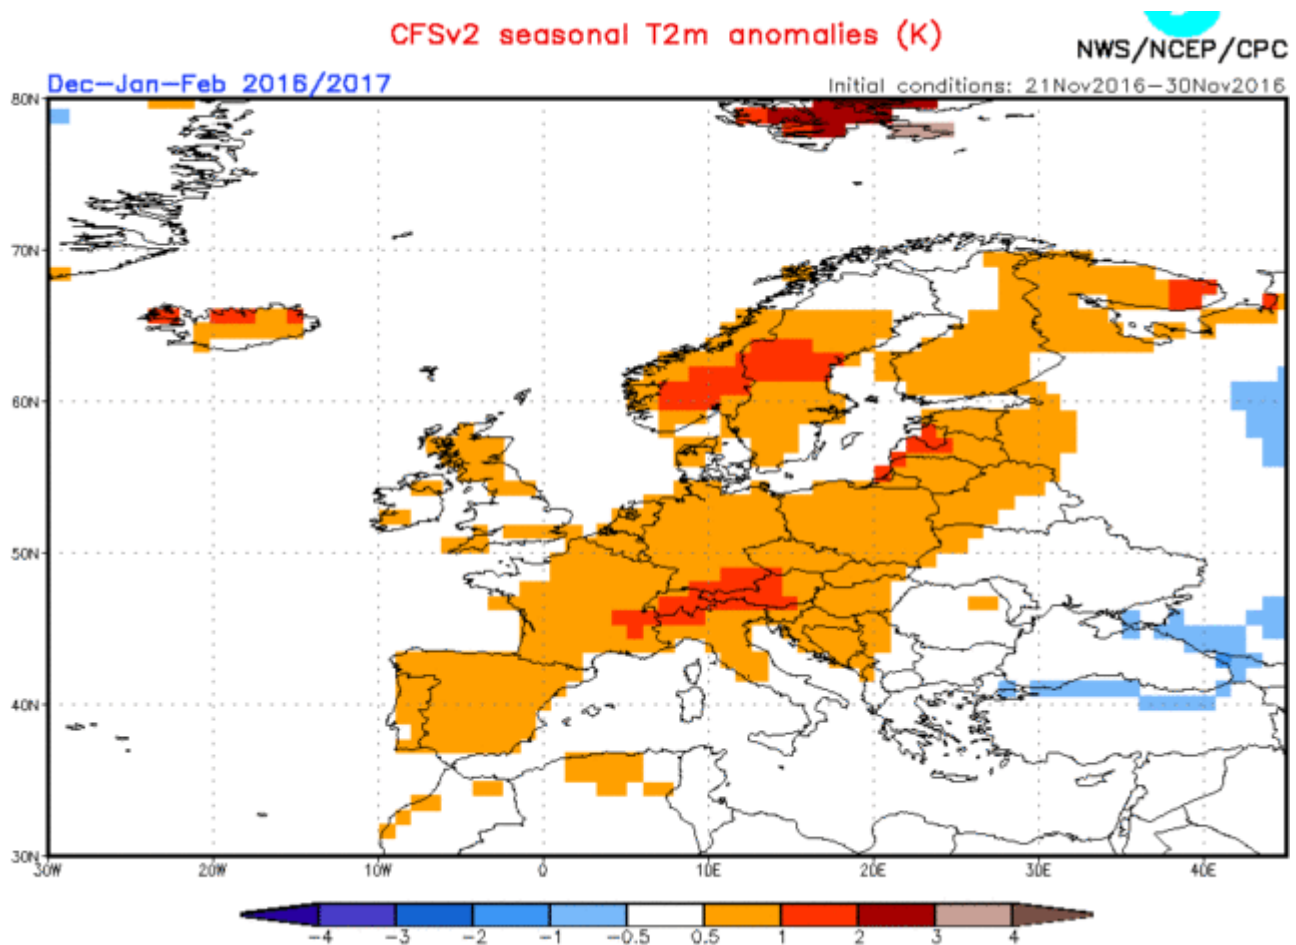 CFSv2 seasonal T2m anomalies (K)
NWS/NCEP/CPC
Dec-Jan-Feb 2016/2017
Initial conditions: 21Nov2016-30Nov2016
80N
70N
60N
50N
40N
30N
30W 20W 10W 0 10E 20E 30E 40E
-4 -3 -2 -1 -0.5 0.5 1 2 3 4